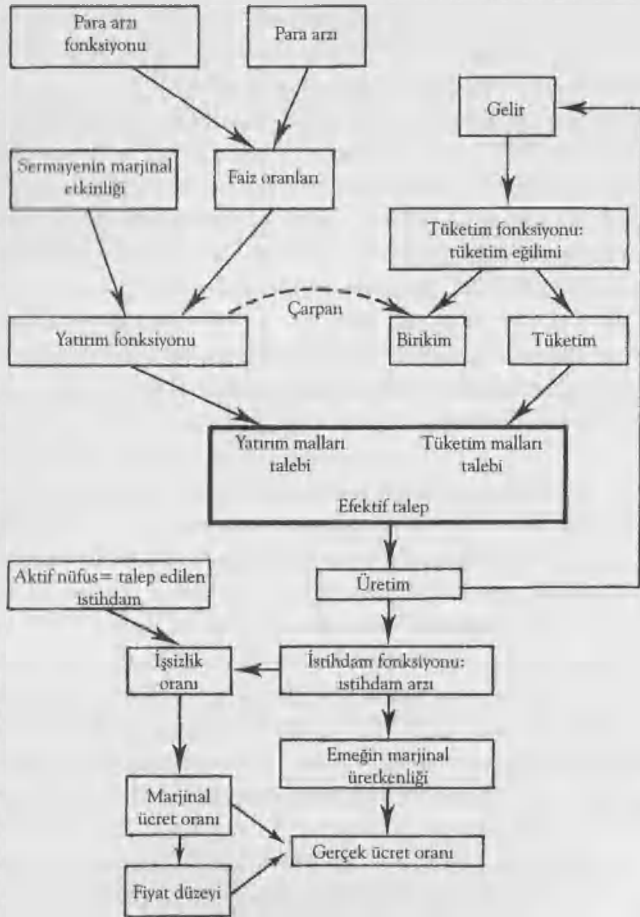 Para arzı
fonksiyonu
Para arzı
Gelir
Sermayenin marjinal
etkinliği
Faiz oranları
Tüketim fonksiyonu:
tüketim eğilimi
Çarpan
Yatırım fonksiyonu
Birikim
Tüketim
Yatırım malları
talebi
Tüketim malları
talebi
Efektif talep
Aktif nüfus= talep edilen
istihdam
Üretim
İşsizlik
oranı
İstihdam fonksiyonu:
istihdam arzı
Emeğin marjinal
üretkenliği
Marjinal
ücret oranı
Gerçek ücret oranı
Fiyat düzeyi